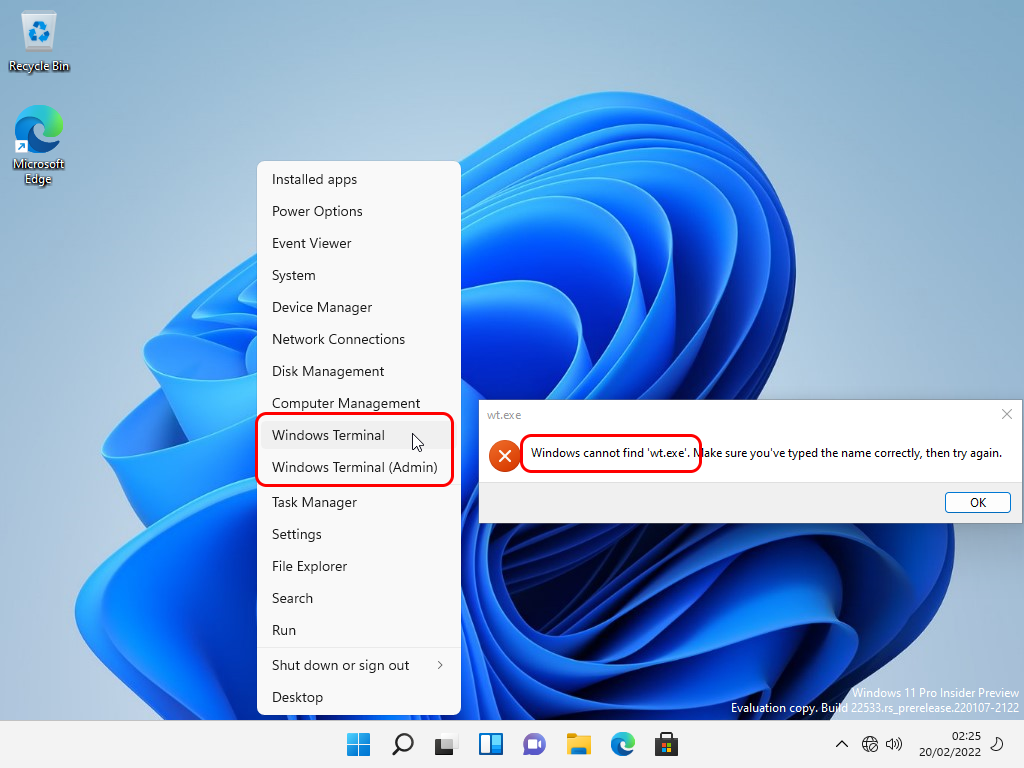 Recycle Bin
Microsoft
Edge
Installed apps
Power Options
Event Viewer
System
Device Manager
Network Connections
Disk Management
Computer Management
Windows Terminal
Windows Terminal (Admin)
Task Manager
Settings
File Explorer
Search
Run
Shut down or sign out
Desktop
wt.exe
Windows cannot find 'wt.exe'. Make sure you've typed the name correctly, then try again.
OK
Windows 11 Pro Insider Preview
Evaluation copy. Build 22533.rs_prerelease.220107-2122
02:25
20/02/2022